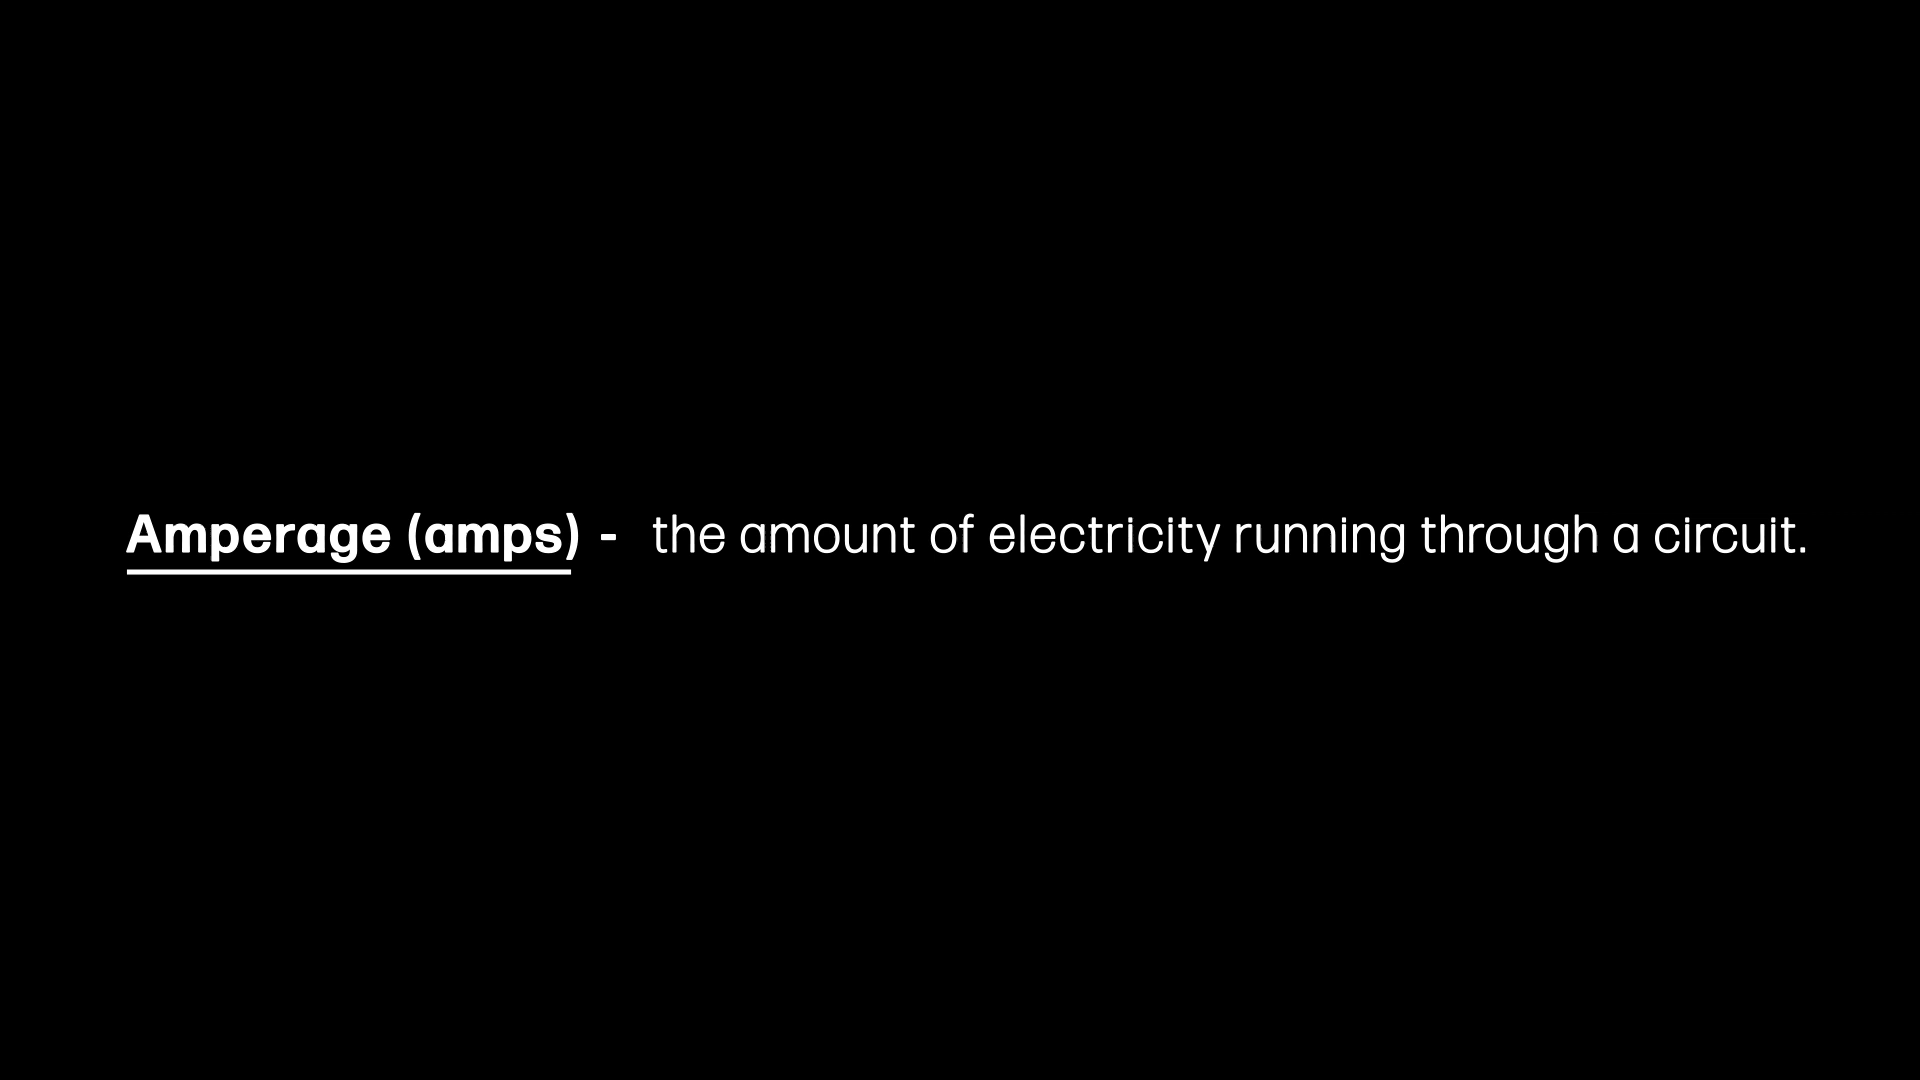 Amperage (amps) - the amount of electricity running through a circuit.